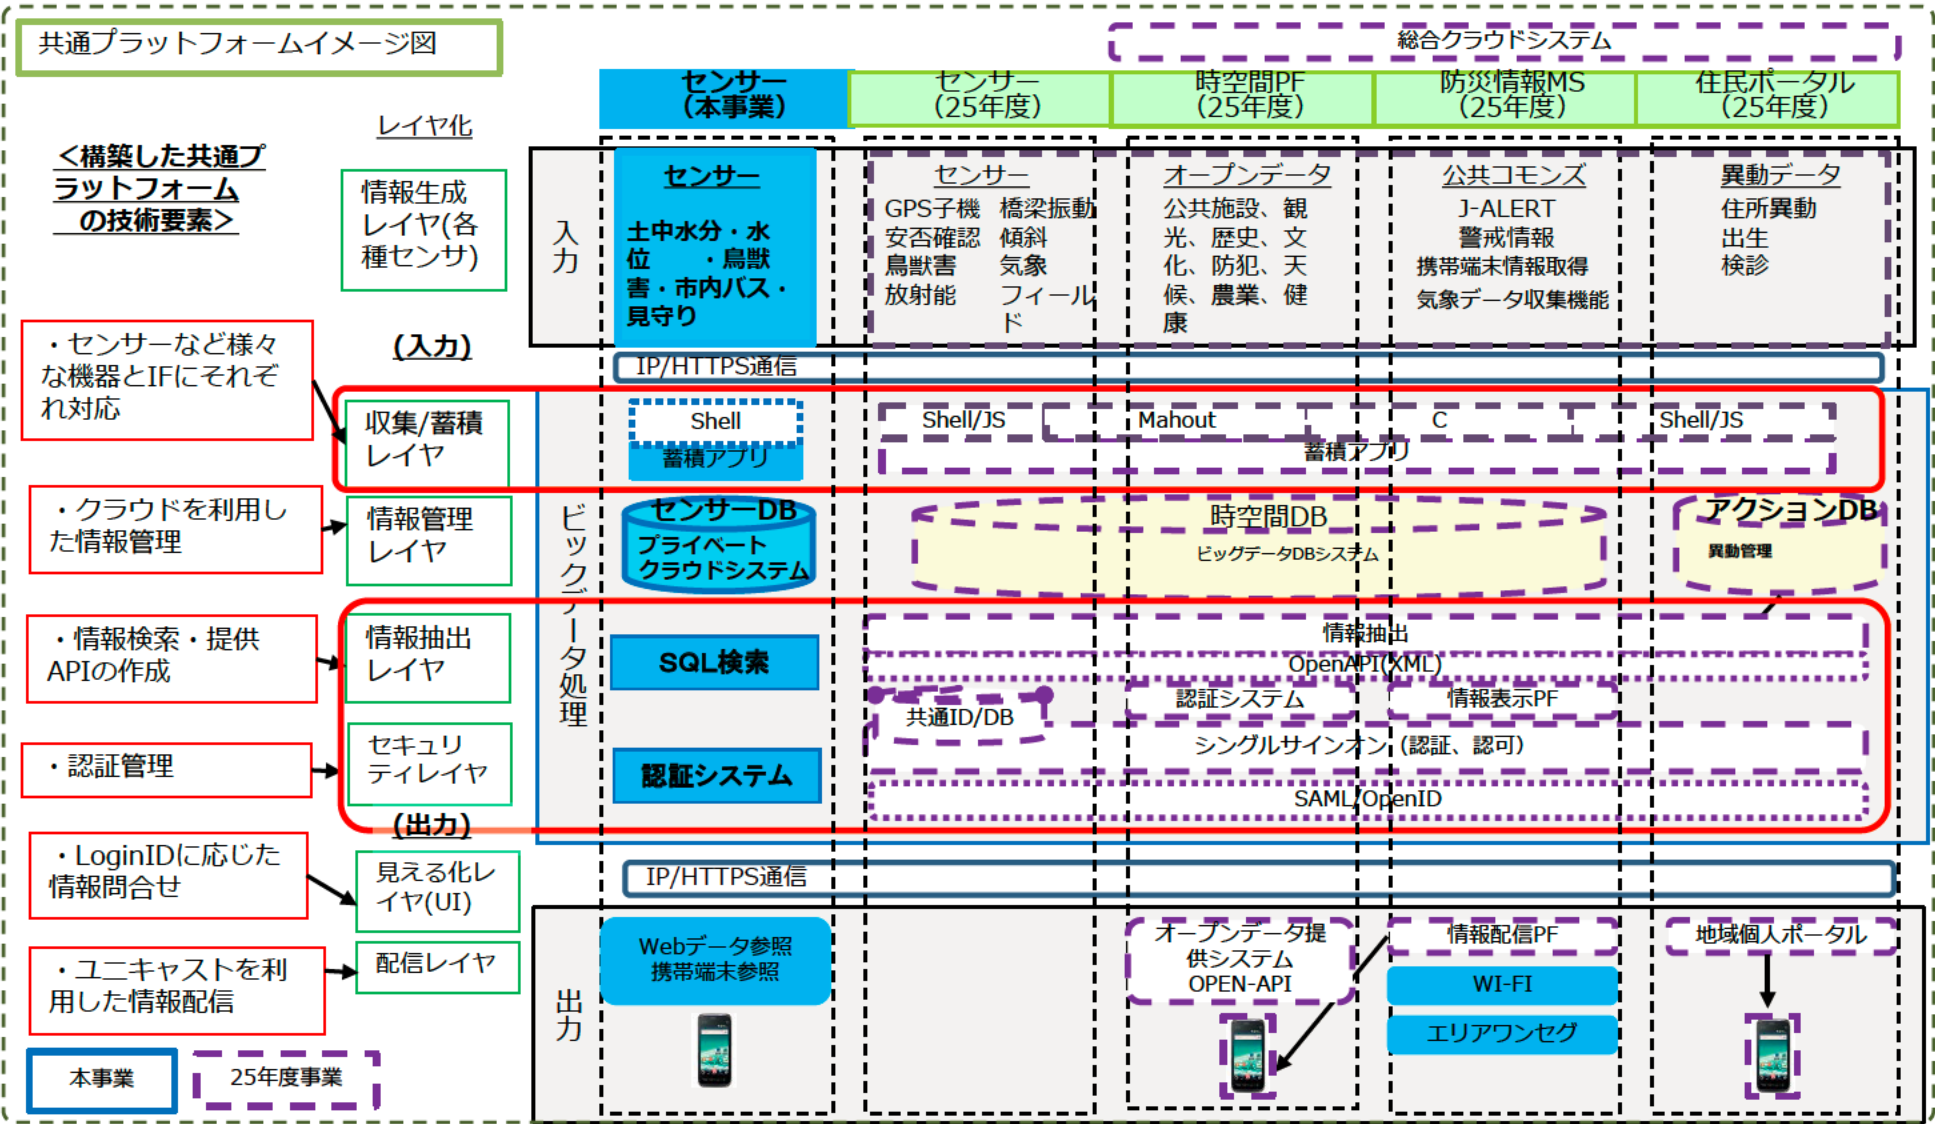 共通プラットフォームイメージ図
総合クラウドシステム
センサー
（本事業）
センサー
（25年度）
時空間PF
（25年度）
防災情報MS
（25年度）
住民ポータル
（25年度）
レイヤ化
＜構築した共通プ
ラットフォーム
の技術要素＞
情報生成
レイヤ(各
種センサ)
入力
センサー
土中水分・水
位　　・鳥獣
害・市内バス・
見守り
センサー
GPS子機　橋梁振動
安否確認　傾斜
鳥獣害　気象
放射能　フィール
ド
オープンデータ
公共施設、観
光、歴史、文
化、防犯、天
候、農業、健
康
公共コモンズ
J-ALERT
警戒情報
携帯端末情報取得
気象データ収集機能
異動データ
住所異動
出生
検診
(入力)
IP/HTTPS通信
・センサーなど様々
な機器とIFにそれぞ
れ対応
収集/蓄積
レイヤ
Shell
蓄積アプリ
Shell/JS
Mahout
C
Shell/JS
蓄積アプリ
ビッグデータ処理
・クラウドを利用し
た情報管理
情報管理
レイヤ
センサーDB
プライベート
クラウドシステム
時空間DB
ビッグデータDBシステム
アクションDB
異動管理
・情報検索・提供
APIの作成
情報抽出
レイヤ
SQL検索
情報抽出
OpenAPI(XML)
共通ID/DB
認証システム
情報表示PF
・認証管理
セキュリ
ティレイヤ
認証システム
シングルサインオン（認証、認可）
SAML/OpenID
(出力)
・LoginIDに応じた
情報問合せ
見える化レ
イヤ(UI)
IP/HTTPS通信
・ユニキャストを利
用した情報配信
配信レイヤ
出力
Webデータ参照
携帯端末参照
オープンデータ提
供システム
OPEN-API
情報配信PF
WI-FI
エリアワンセグ
地域個人ポータル
本事業
25年度事業